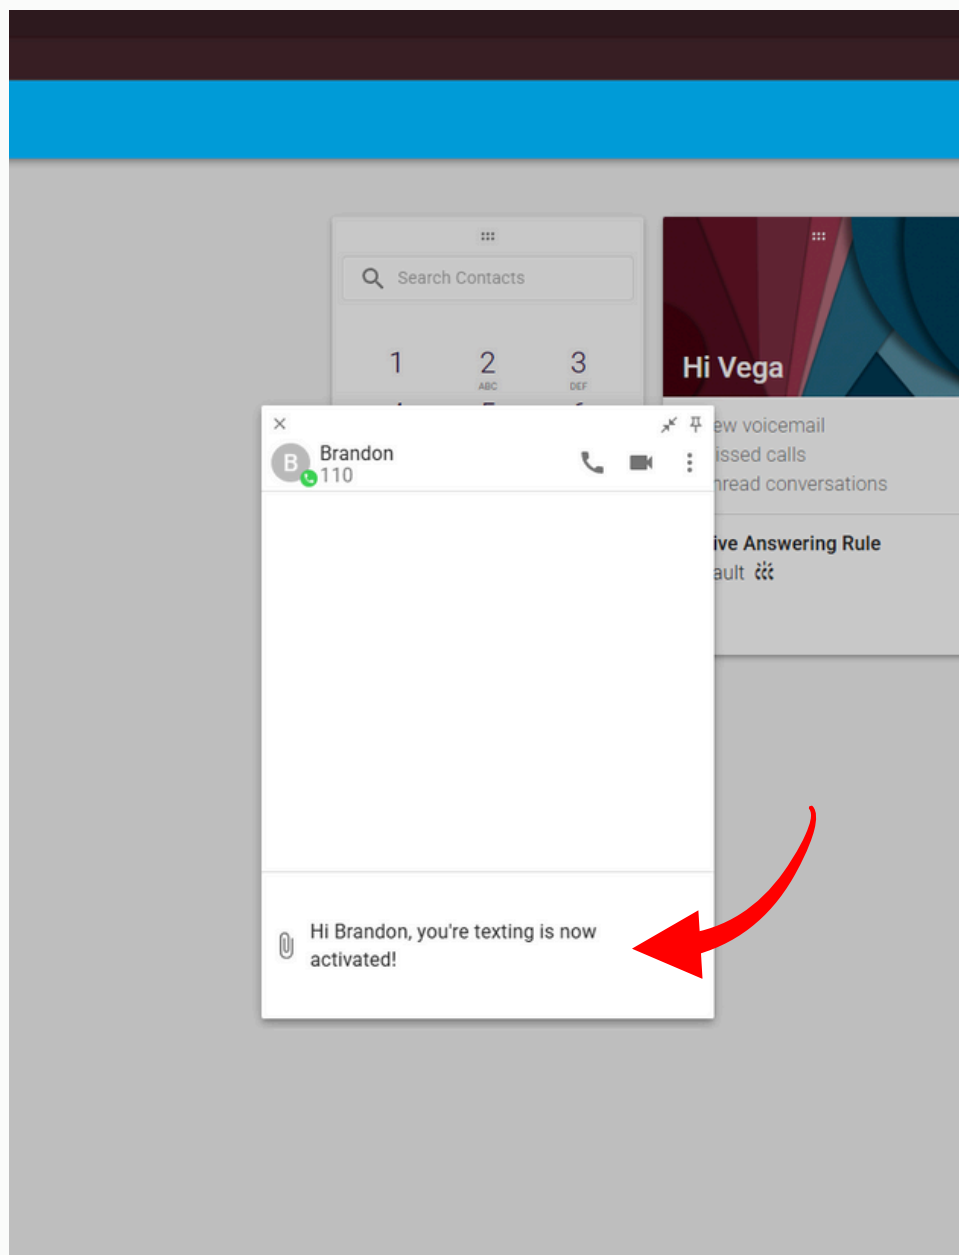 Search Contacts
1
2
3
ABC
DEF
Hi Vega
ew voicemail
issed calls
nread conversations
ive Answering Rule
ault
B
Brandon
110
Hi Brandon, you're texting is now
activated!